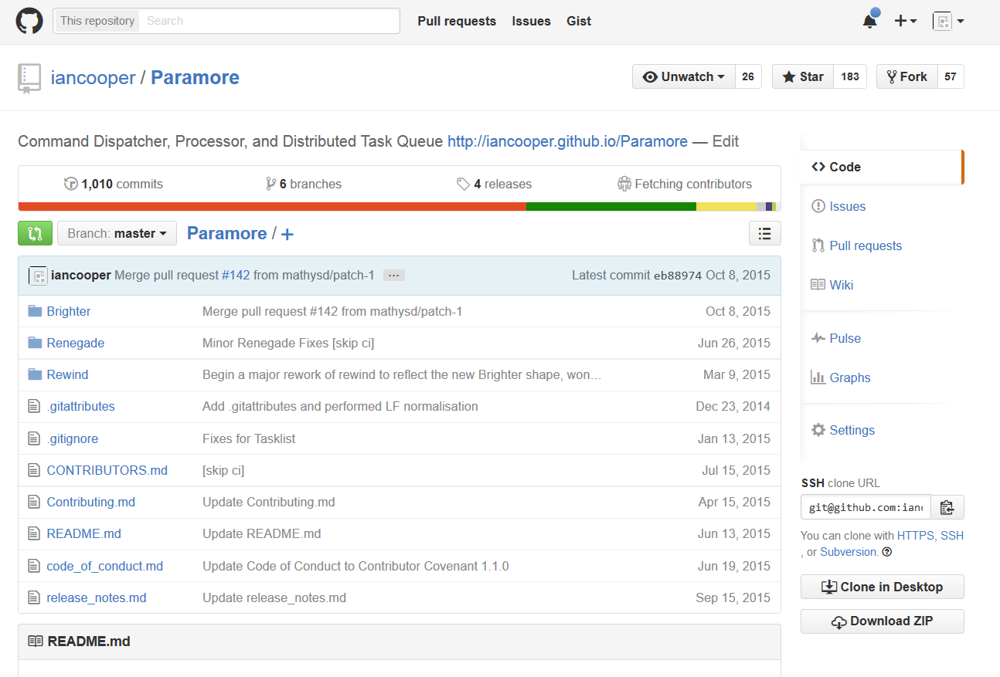 This repository Search Pull requests Issues Gist
iancooper / Paramore Unwatch 26 Star 183 Fork 57
Command Dispatcher, Processor, and Distributed Task Queue http://iancooper.github.io/Paramore — Edit
1,010 commits 6 branches 4 releases Fetching contributors
Branch: master Paramore / +
iancooper Merge pull request #142 from mathysd/patch-1 ... Latest commit eb88974 Oct 8, 2015
Brighter Merge pull request #142 from mathysd/patch-1 Oct 8, 2015
Renegade Minor Renegade Fixes [skip ci] Jun 26, 2015
Rewind Begin a major rework of rewind to reflect the new Brighter shape, won… Mar 9, 2015
.gitattributes Add .gitattributes and performed LF normalisation Dec 23, 2014
.gitignore Fixes for Tasklist Jan 13, 2015
CONTRIBUTORS.md [skip ci] Jul 15, 2015
Contributing.md Update Contributing.md Apr 15, 2015
README.md Update README.md Jun 13, 2015
code_of_conduct.md Update Code of Conduct to Contributor Covenant 1.1.0 Jun 19, 2015
release_notes.md Update release_notes.md Sep 15, 2015
README.md
Code
Issues
Pull requests
Wiki
Pulse
Graphs
Settings
SSH clone URL
git@github.com:ianc
You can clone with HTTPS, SSH
, or Subversion.
Clone in Desktop
Download ZIP